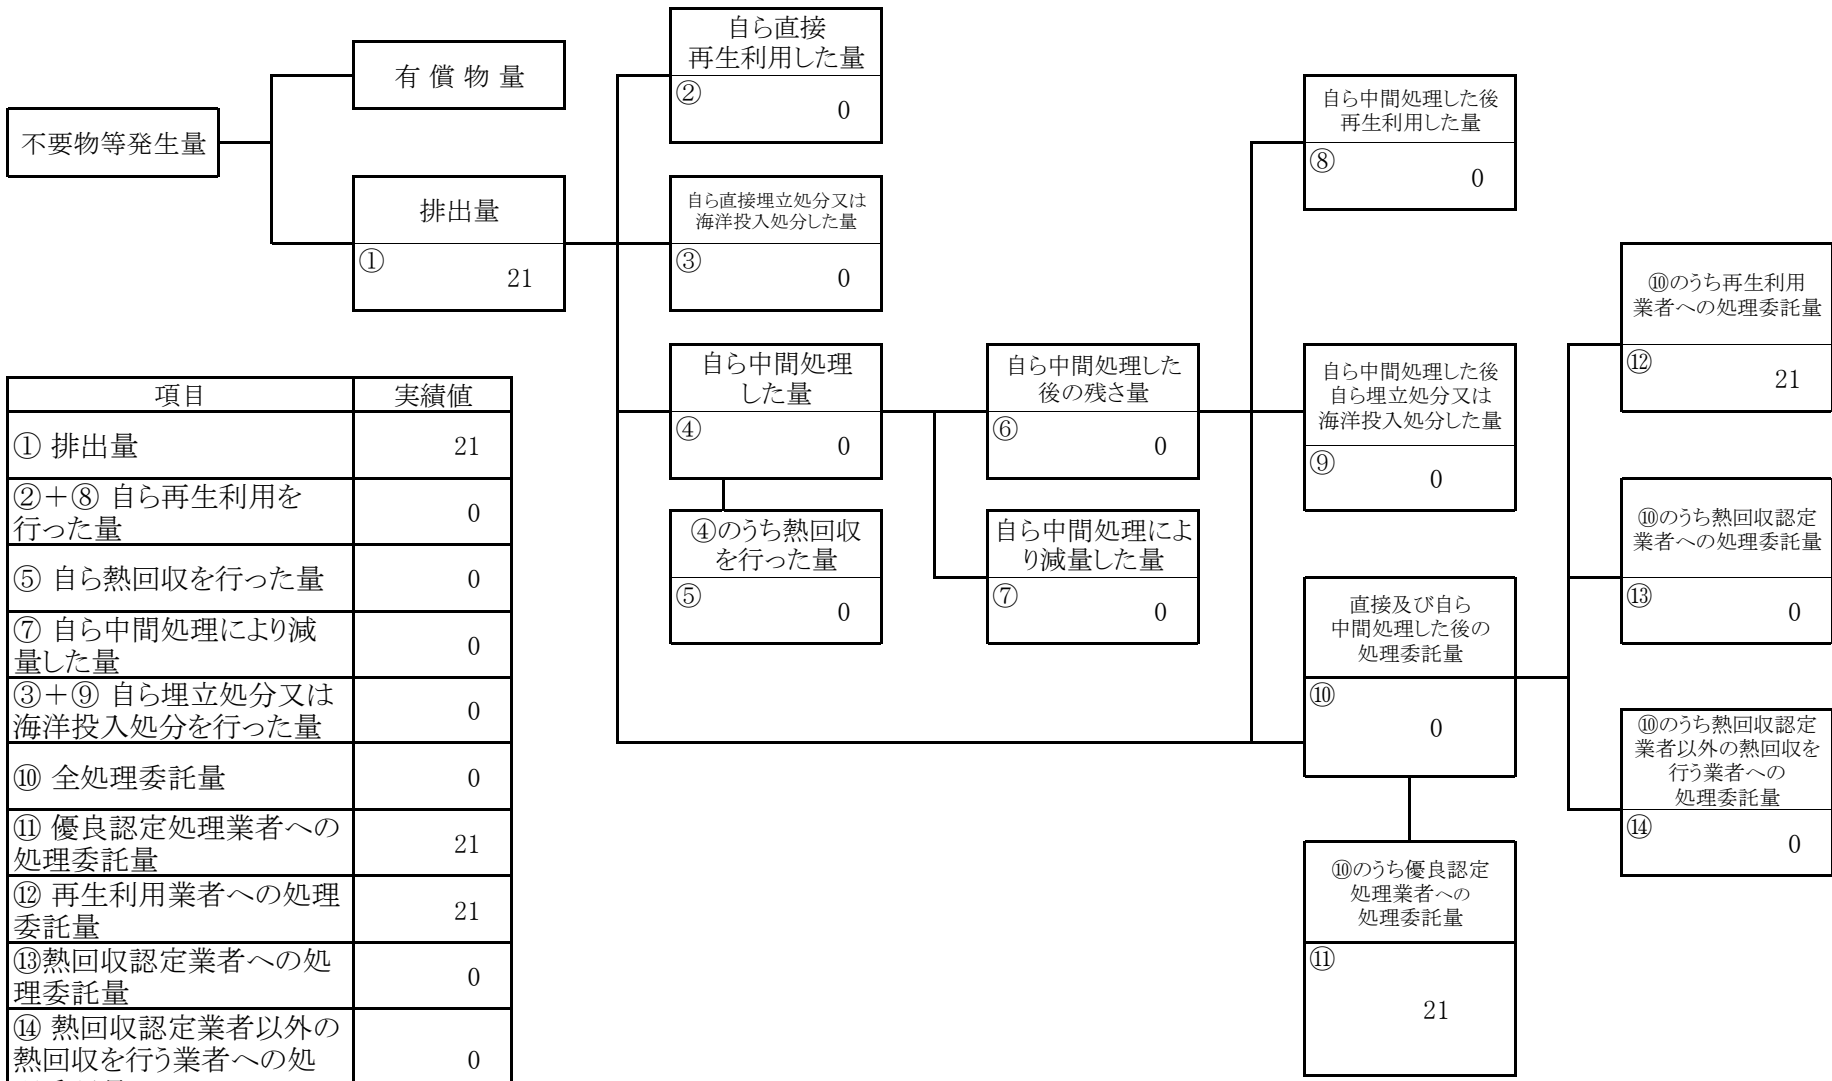 不要物等発生量
有償物量
排出量
①
21
自ら直接
再生利用した量
②
0
自ら直接埋立処分又は
海洋投入処分した量
③
0
自ら中間処理
した量
④
0
④のうち熱回収
を行った量
⑤
0
自ら中間処理した
後の残さ量
⑥
0
自ら中間処理によ
り減量した量
⑦
0
自ら中間処理した後
再生利用した量
⑧
0
自ら中間処理した後
自ら埋立処分又は
海洋投入処分した量
⑨
0
直接及び自ら
中間処理した後の
処理委託量
⑩
0
⑩のうち優良認定
処理業者への
処理委託量
⑪
21
⑩のうち再生利用
業者への処理委託量
⑫
21
⑩のうち熱回収認定
業者への処理委託量
⑬
0
⑩のうち熱回収認定
業者以外の熱回収を
行う業者への
処理委託量
⑭
0
項目 実績値
① 排出量 21
②＋⑧ 自ら再生利用を
行った量 0
⑤ 自ら熱回収を行った量 0
⑦ 自ら中間処理により減
量した量 0
③＋⑨ 自ら埋立処分又は
海洋投入処分を行った量 0
⑩ 全処理委託量 0
⑪ 優良認定処理業者への
処理委託量 21
⑫ 再生利用業者への処理
委託量 21
⑬熱回収認定業者への処
理委託量 0
⑭ 熱回収認定業者以外の
熱回収を行う業者への処 0